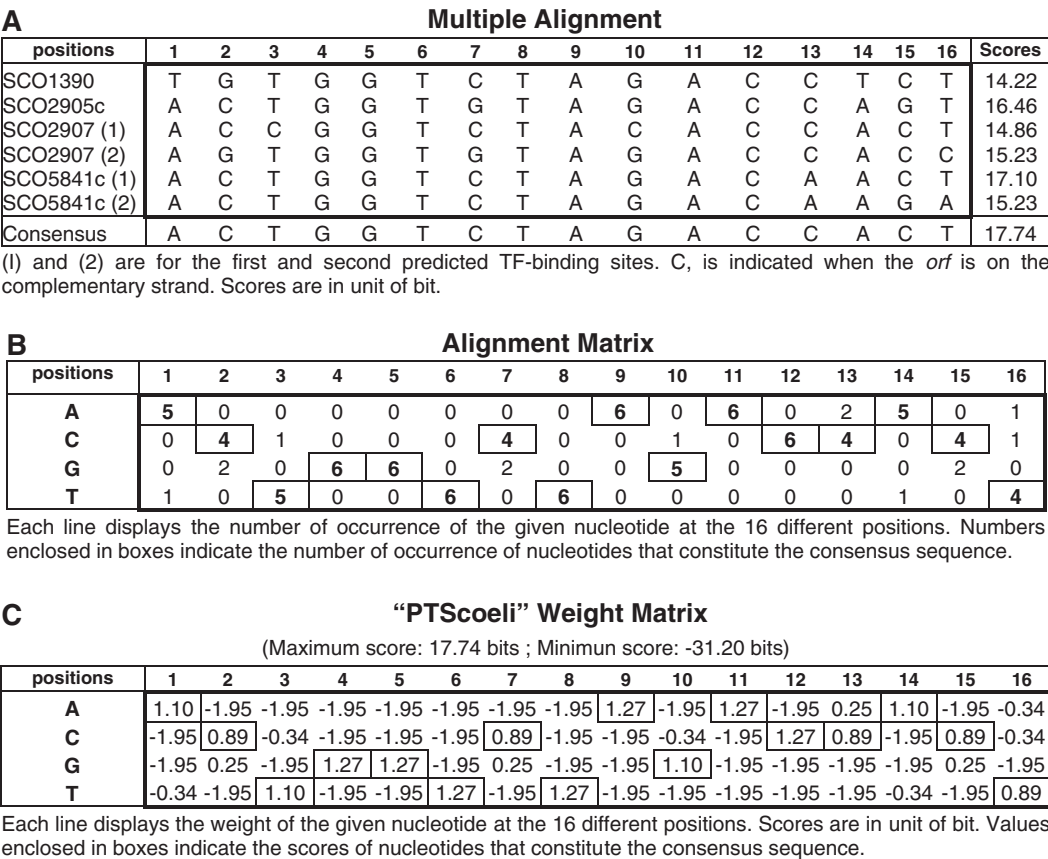 A Multiple Alignment
positions 1 2 3 4 5 6 7 8 9 10 11 12 13 14 15 16 Scores
SCO1390 T G T G G T C T A G A C C T C T 14.22
SCO2905c A C T G G T G T A G A C C A G T 16.46
SCO2907 (1) A C C G G T C T A C A C C A C T 14.86
SCO2907 (2) A G T G G T G T A G A C C A C C 15.23
SCO5841c (1) A C T G G T C T A G A C A A C T 17.10
SCO5841c (2) A C T G G T C T A G A C A A G A 15.23
Consensus A C T G G T C T A G A C C A C T 17.74
(I) and (2) are for the first and second predicted TF-binding sites. C, is indicated when the orf is on the
complementary strand. Scores are in unit of bit.
B Alignment Matrix
positions 1 2 3 4 5 6 7 8 9 10 11 12 13 14 15 16
A 5 0 0 0 0 0 0 0 6 0 6 0 2 5 0 1
C 0 4 1 0 0 0 4 0 0 1 0 6 4 0 4 1
G 0 2 0 6 6 0 2 0 0 5 0 0 0 0 2 0
T 1 0 5 0 0 6 0 6 0 0 0 0 0 1 0 4
Each line displays the number of occurrence of the given nucleotide at the 16 different positions. Numbers
enclosed in boxes indicate the number of occurrence of nucleotides that constitute the consensus sequence.
C “PTScoeli” Weight Matrix
(Maximum score: 17.74 bits ; Minimun score: -31.20 bits)
positions 1 2 3 4 5 6 7 8 9 10 11 12 13 14 15 16
A 1.10 -1.95 -1.95 -1.95 -1.95 -1.95 -1.95 -1.95 1.27 -1.95 1.27 -1.95 0.25 1.10 -1.95 -0.34
C -1.95 0.89 -0.34 -1.95 -1.95 -1.95 0.89 -1.95 -1.95 -0.34 -1.95 1.27 0.89 -1.95 0.89 -0.34
G -1.95 0.25 -1.95 1.27 1.27 -1.95 0.25 -1.95 -1.95 1.10 -1.95 -1.95 -1.95 -1.95 0.25 -1.95
T -0.34 -1.95 1.10 -1.95 -1.95 1.27 -1.95 1.27 -1.95 -1.95 -1.95 -1.95 -1.95 -0.34 -1.95 0.89
Each line displays the weight of the given nucleotide at the 16 different positions. Scores are in unit of bit. Values
enclosed in boxes indicate the scores of nucleotides that constitute the consensus sequence.